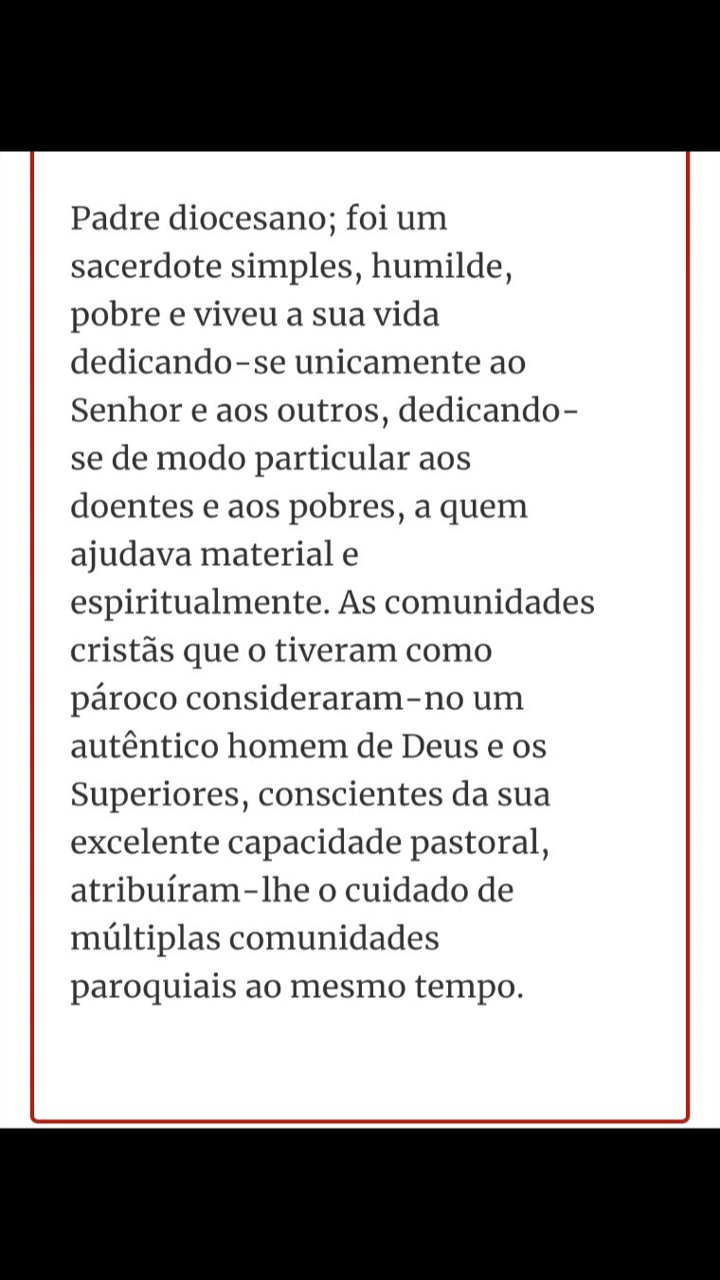 Padre diocesano; foi um
sacerdote simples, humilde,
pobre e viveu a sua vida
dedicando-se unicamente ao
Senhor e aos outros, dedicando-
se de modo particular aos
doentes e aos pobres, a quem
ajudava material e
espiritualmente. As comunidades
cristãs que o tiveram como
pároco consideraram-no um
autêntico homem de Deus e os
Superiores, conscientes da sua
excelente capacidade pastoral,
atribuíram-lhe o cuidado de
múltiplas comunidades
paroquiais ao mesmo tempo.